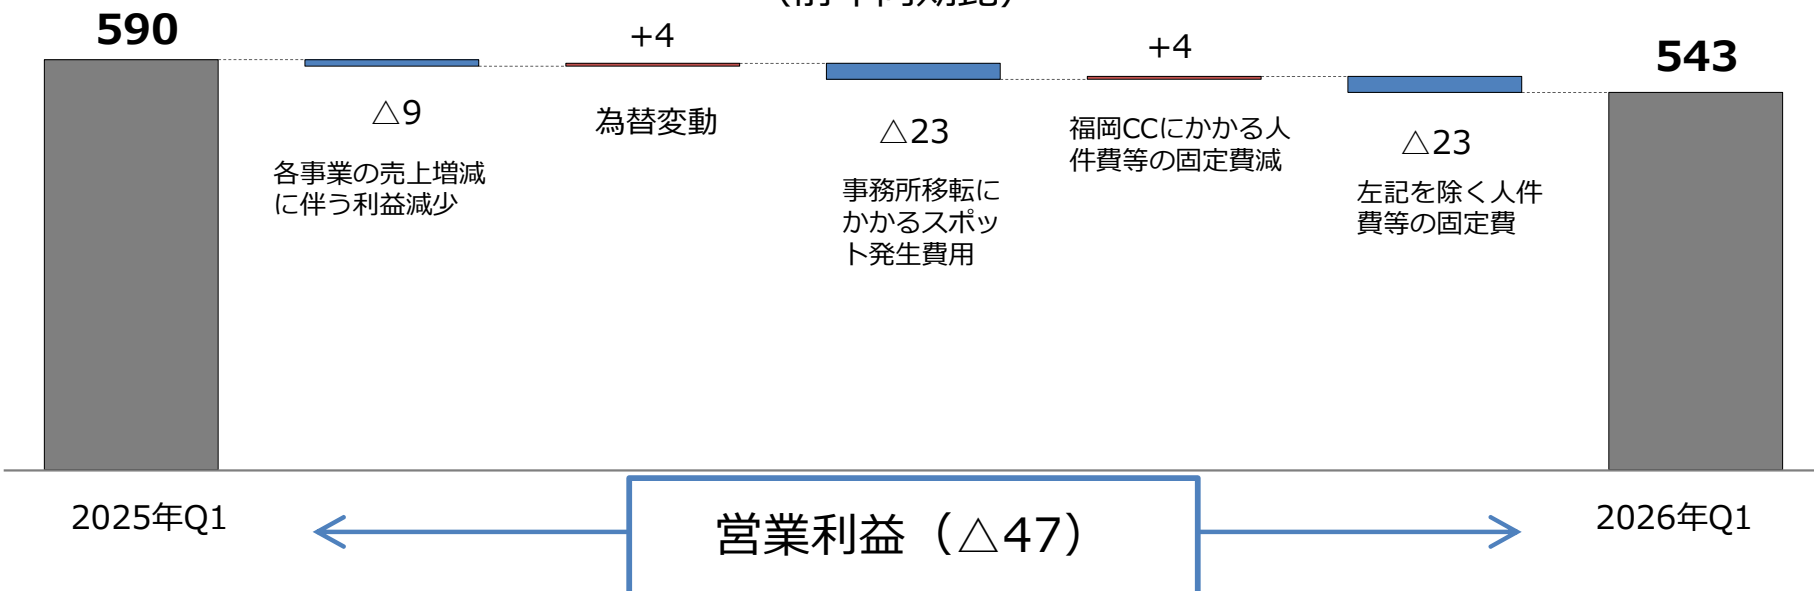 590
+4
+4
543
△9
為替変動
△23
福岡CCにかかる人
件費等の固定費減
△23
各事業の売上増減
に伴う利益減少
事務所移転に
かかるスポッ
ト発生費用
左記を除く人件
費等の固定費
2025年Q1
営業利益（△47）
2026年Q1